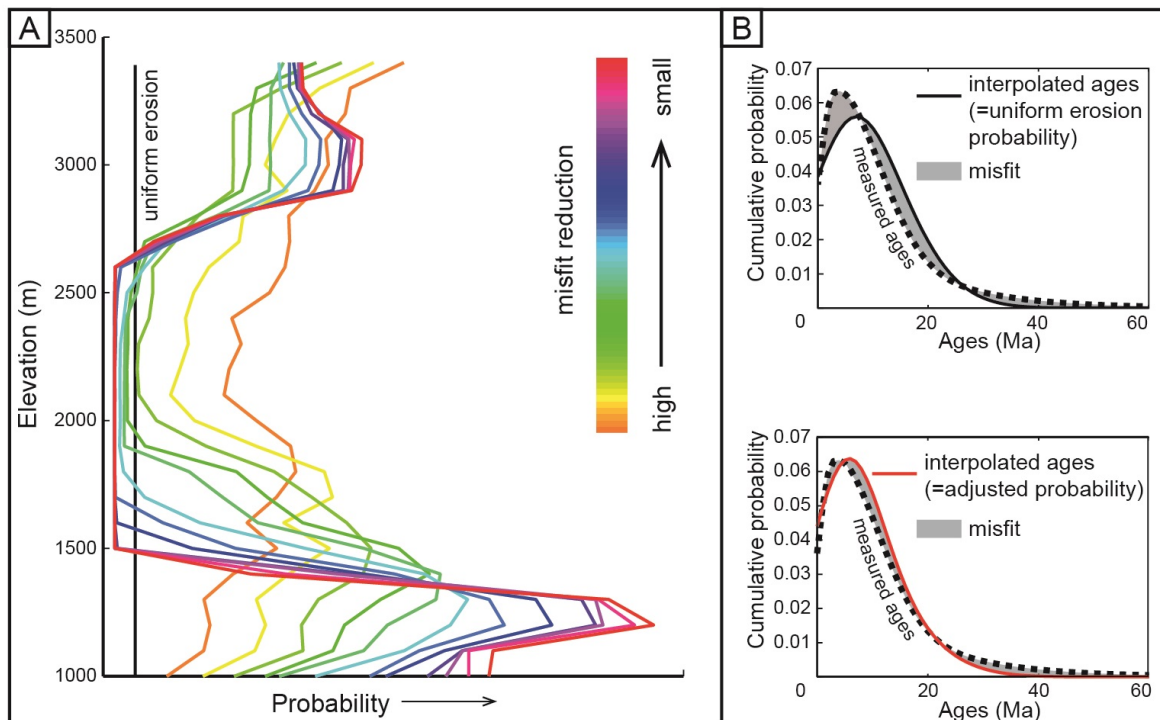 A
3500
3000
2500
2000
1500
1000
Elevation (m)
uniform erosion
misfit reduction
small
high
Probability
B
0.07
0.06
0.05
0.04
0.03
0.02
0.01
0
20
40
60
Cumulative probability
Ages (Ma)
interpolated ages
(=uniform erosion
probability)
misfit
measured ages
0.07
0.06
0.05
0.04
0.03
0.02
0.01
0
20
40
60
Cumulative probability
Ages (Ma)
interpolated ages
(=adjusted probability)
misfit
measured ages